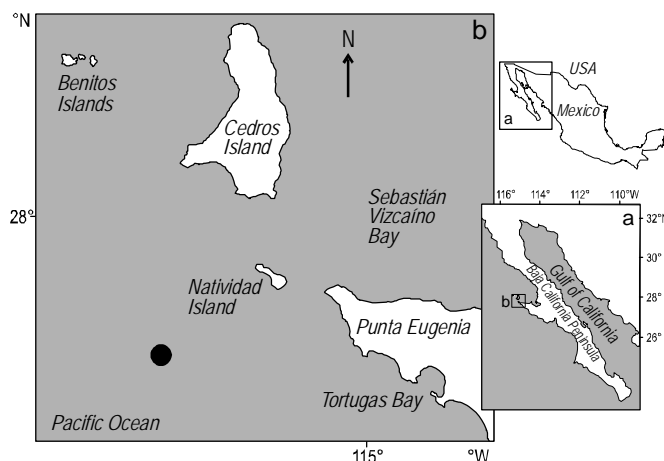 °N
b
N
Benitos
Islands
Cedros
Island
Sebastián
Vizcaíno
Bay
28°
Natividad
Island
Punta Eugenia
Tortugas Bay
Pacific Ocean
115°
°W
USA
Mexico
a
116°
114°
112°
110°W
a
32°N
30°
28°
26°
Gulf of California
Baja California Peninsula
b